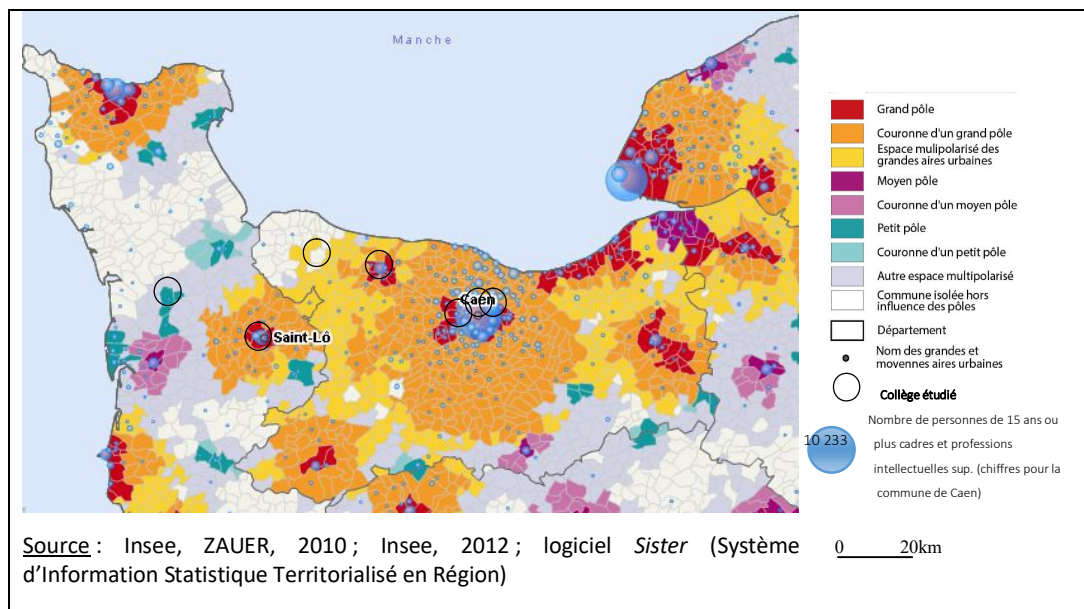 Manche
Caen
Saint-Lô
Grand pôle
Couronne d'un grand pôle
Espace mulipolarisé des
grandes aires urbaines
Moyen pôle
Couronne d'un moyen pôle
Petit pôle
Couronne d'un petit pôle
Autre espace multipolarisé
Commune isolée hors
influence des pôles
Département
Nom des grandes et
moyennes aires urbaines
Collège étudié
Nombre de personnes de 15 ans ou
10 233 plus cadres et professions
intellectuelles sup. (chiffres pour la
commune de Caen)
Source : Insee, ZAUER, 2010 ; Insee, 2012 ; logiciel Sister (Système
d'Information Statistique Territorialisé en Région)
0 20km